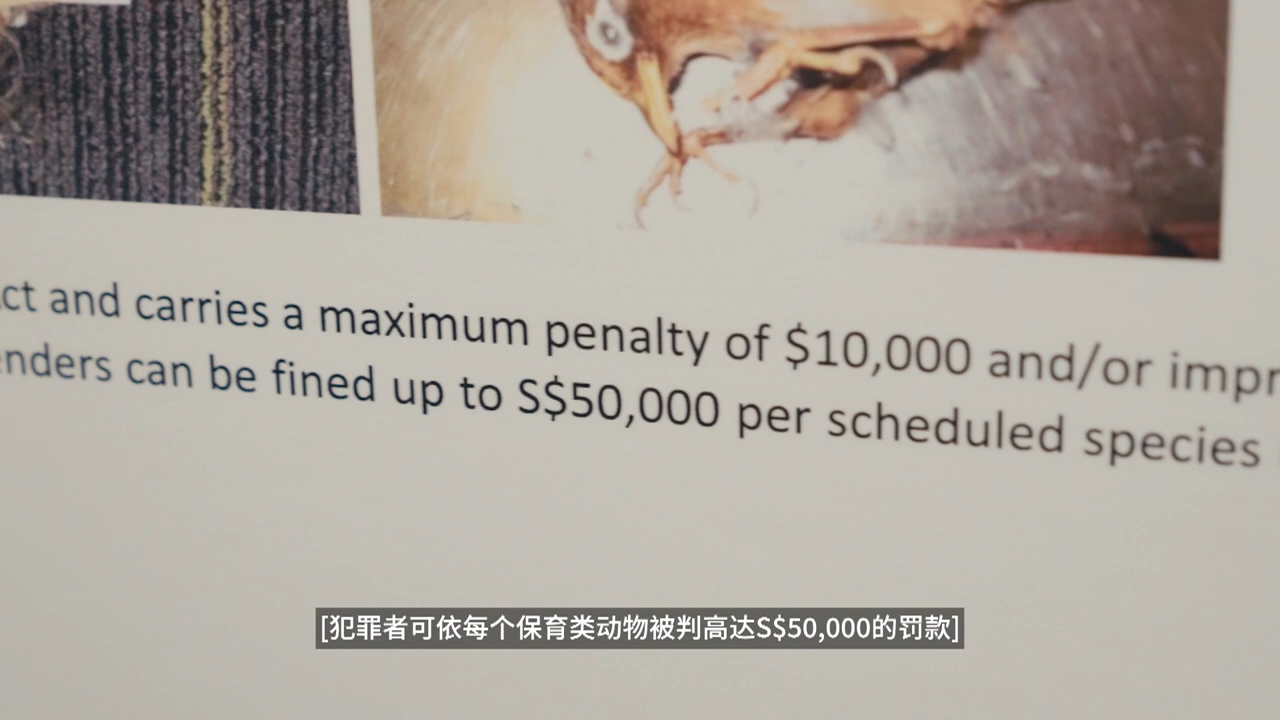 ct and carries a maximum penalty of $10,000 and/or impr
nders can be fined up to S$50,000 per scheduled species
[犯罪者可依每个保育类动物被判高达S$50,000的罚款]